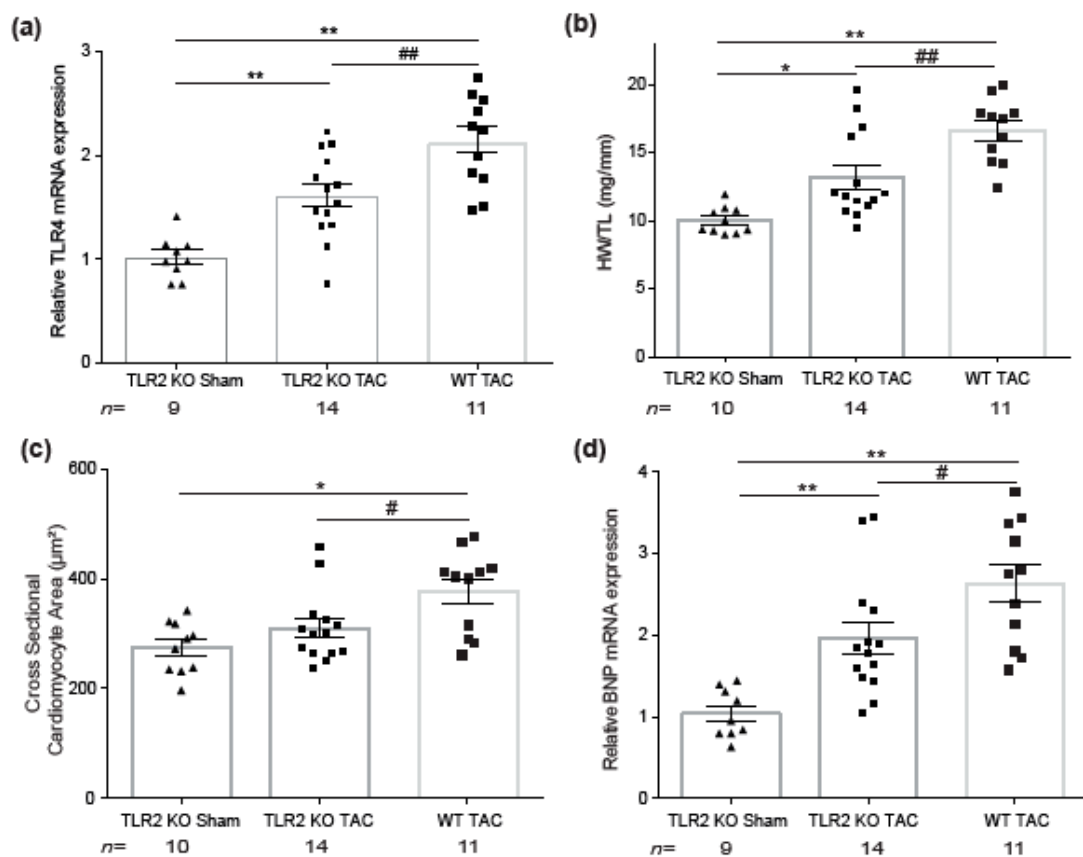 (a)
Relative TLR4 mRNA expression
3
2
1
0
**
**
##
TLR2 KO Sham TLR2 KO TAC WT TAC
n= 9 14 11
(b)
HW/TL (mg/mm)
20
15
10
5
0
**
*
##
TLR2 KO Sham TLR2 KO TAC WT TAC
n= 10 14 11
(c)
Cross Sectional
Cardiomyocyte Area (µm²)
600
400
200
0
*
#
TLR2 KO Sham TLR2 KO TAC WT TAC
n= 10 14 11
(d)
Relative BNP mRNA expression
4
3
2
1
0
**
**
#
TLR2 KO Sham TLR2 KO TAC WT TAC
n= 9 14 11